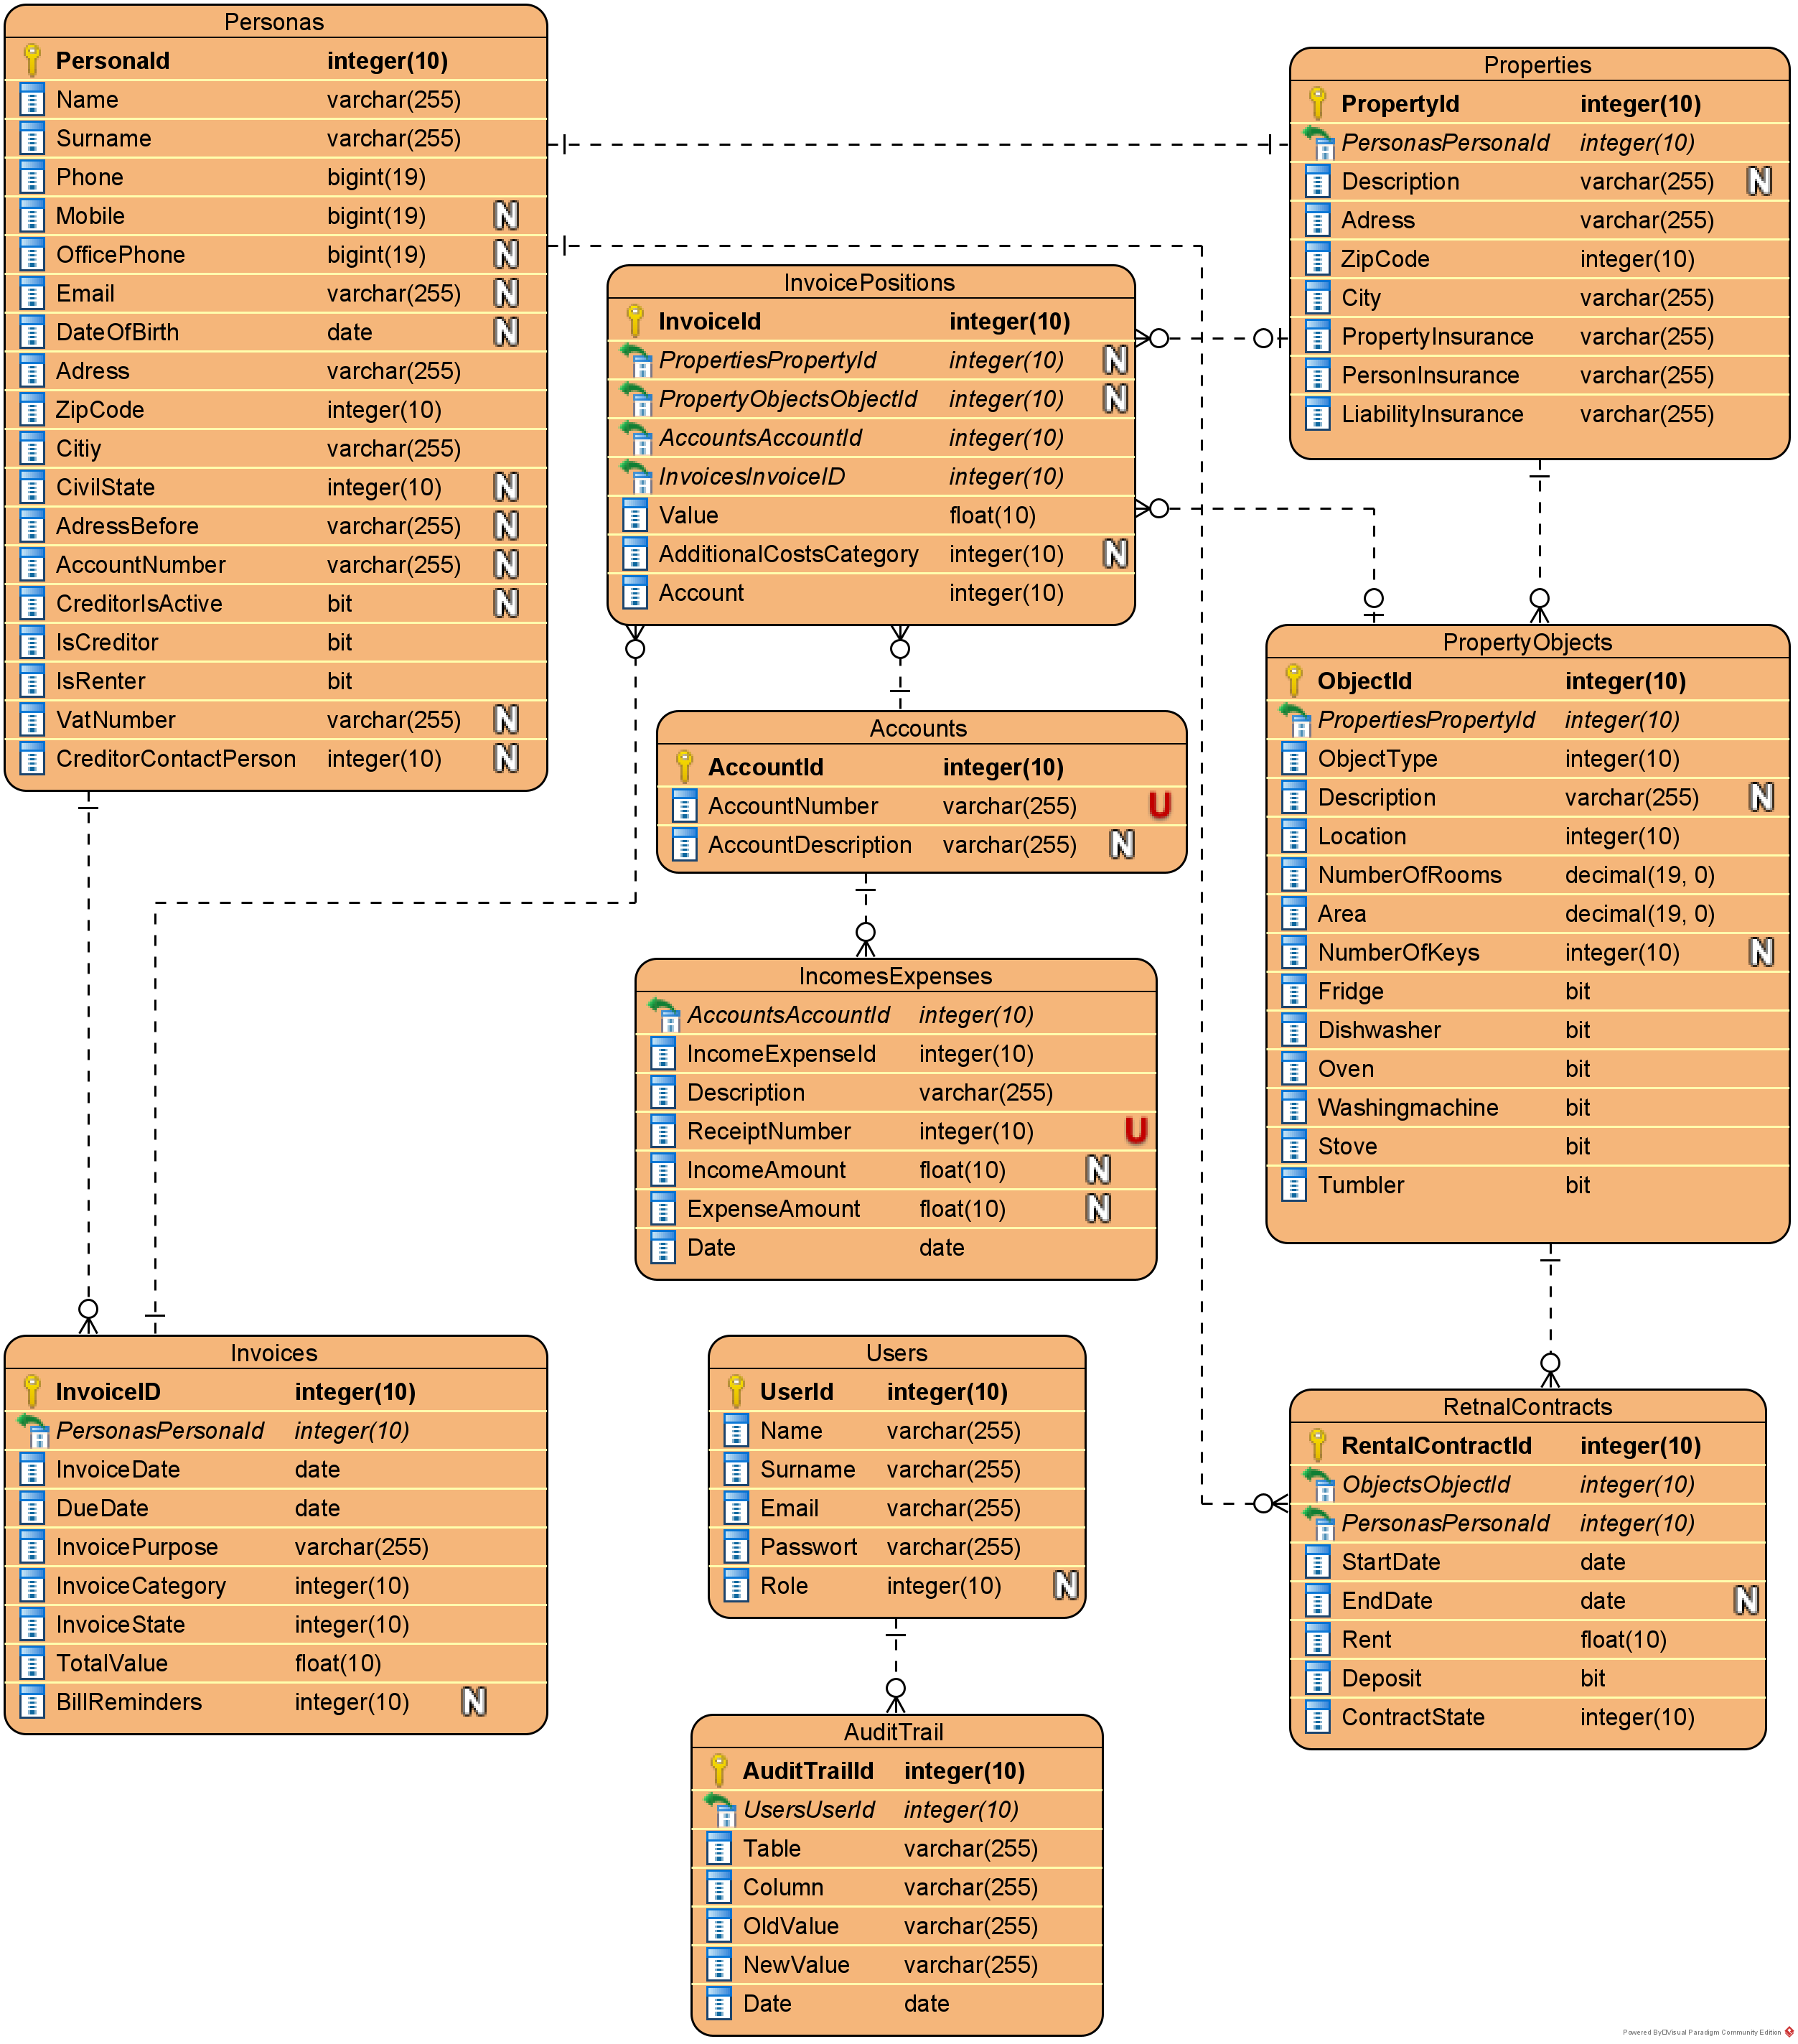 Personas
PersonaId integer(10)
Name varchar(255)
Surname varchar(255)
Phone bigint(19)
Mobile bigint(19) N
OfficePhone bigint(19) N
Email varchar(255) N
DateOfBirth date N
Adress varchar(255)
ZipCode integer(10)
Citiy varchar(255)
CivilState integer(10) N
AdressBefore varchar(255) N
AccountNumber varchar(255) N
CreditorIsActive bit N
IsCreditor bit
IsRenter bit
VatNumber varchar(255) N
CreditorContactPerson integer(10) N
Properties
PropertyId integer(10)
PersonasPersonaId integer(10)
Description varchar(255) N
Adress varchar(255)
ZipCode integer(10)
City varchar(255)
PropertyInsurance varchar(255)
PersonInsurance varchar(255)
LiabilityInsurance varchar(255)
InvoicePositions
InvoiceId integer(10)
PropertiesPropertyId integer(10) N
PropertyObjectsObjectId integer(10) N
AccountsAccountId integer(10)
InvoicesInvoiceID integer(10)
Value float(10)
AdditionalCostsCategory integer(10) N
Account integer(10)
Accounts
AccountId integer(10)
AccountNumber varchar(255) U
AccountDescription varchar(255) N
PropertyObjects
ObjectId integer(10)
PropertiesPropertyId integer(10)
ObjectType integer(10)
Description varchar(255) N
Location integer(10)
NumberOfRooms decimal(19, 0)
Area decimal(19, 0)
NumberOfKeys integer(10) N
Fridge bit
Dishwasher bit
Oven bit
Washingmachine bit
Stove bit
Tumbler bit
IncomesExpenses
AccountsAccountId integer(10)
IncomeExpenseId integer(10)
Description varchar(255)
ReceiptNumber integer(10) U
IncomeAmount float(10) N
ExpenseAmount float(10) N
Date date
Invoices
InvoiceID integer(10)
PersonasPersonaId integer(10)
InvoiceDate date
DueDate date
InvoicePurpose varchar(255)
InvoiceCategory integer(10)
InvoiceState integer(10)
TotalValue float(10)
BillReminders integer(10) N
Users
UserId integer(10)
Name varchar(255)
Surname varchar(255)
Email varchar(255)
Passwort varchar(255)
Role integer(10) N
RetnalContracts
RentalContractId integer(10)
ObjectsObjectId integer(10)
PersonasPersonaId integer(10)
StartDate date
EndDate date N
Rent float(10)
Deposit bit
ContractState integer(10)
AuditTrail
AuditTrailId integer(10)
UsersUserId integer(10)
Table varchar(255)
Column varchar(255)
OldValue varchar(255)
NewValue varchar(255)
Date date
Powered By Visual Paradigm Community Edition